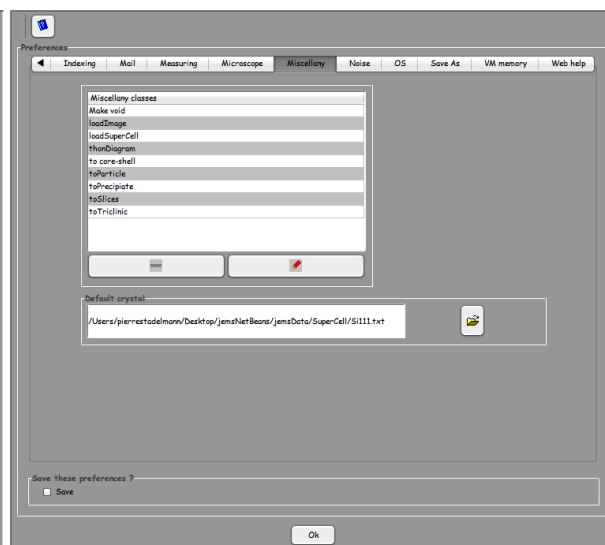 Preferences
Indexing Mail Measuring Microscope Miscellany Noise OS Save As VM memory Web help
Miscellany classes
Make void
loadImage
loadSuperCell
thonDiagram
to core-shell
toParticle
toPrecipiate
toSlices
toTriclinic
Default crystal
/Users/pierrestadelmann/Desktop/jemsNetBeans/jemsData/SuperCell/Si111.txt
Save these preferences ?
Save
Ok